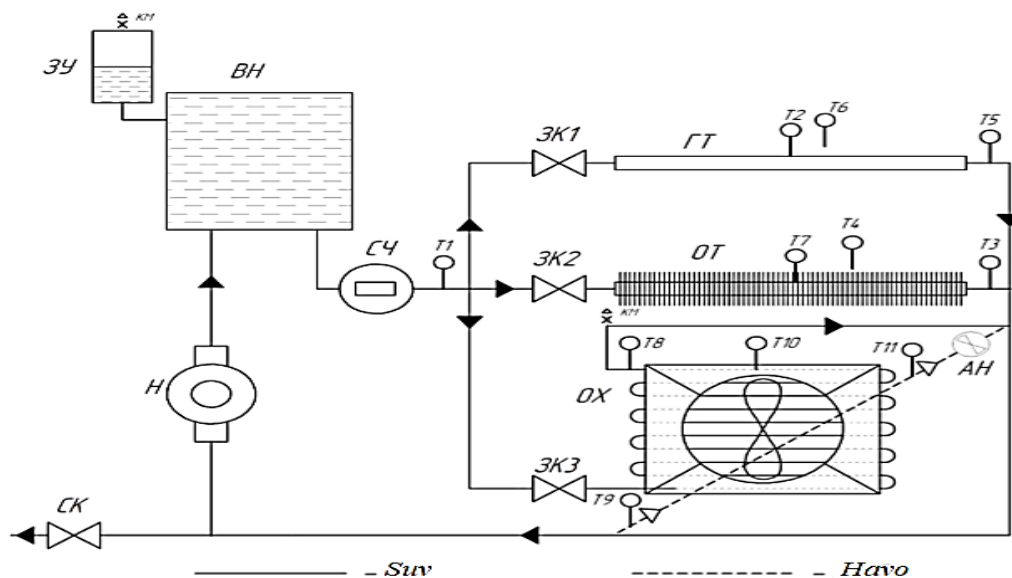 КМ
ЗУ
ВН
Т6
Т2
Т5
ЗК1
ГТ
СЧ
Т1
ЗК2
ОТ
Т7
Т4
Т3
КМ
Т8
Т10
Т11
АН
Н
ОХ
ЗК3
Т9
СК
- Suv
- Havo